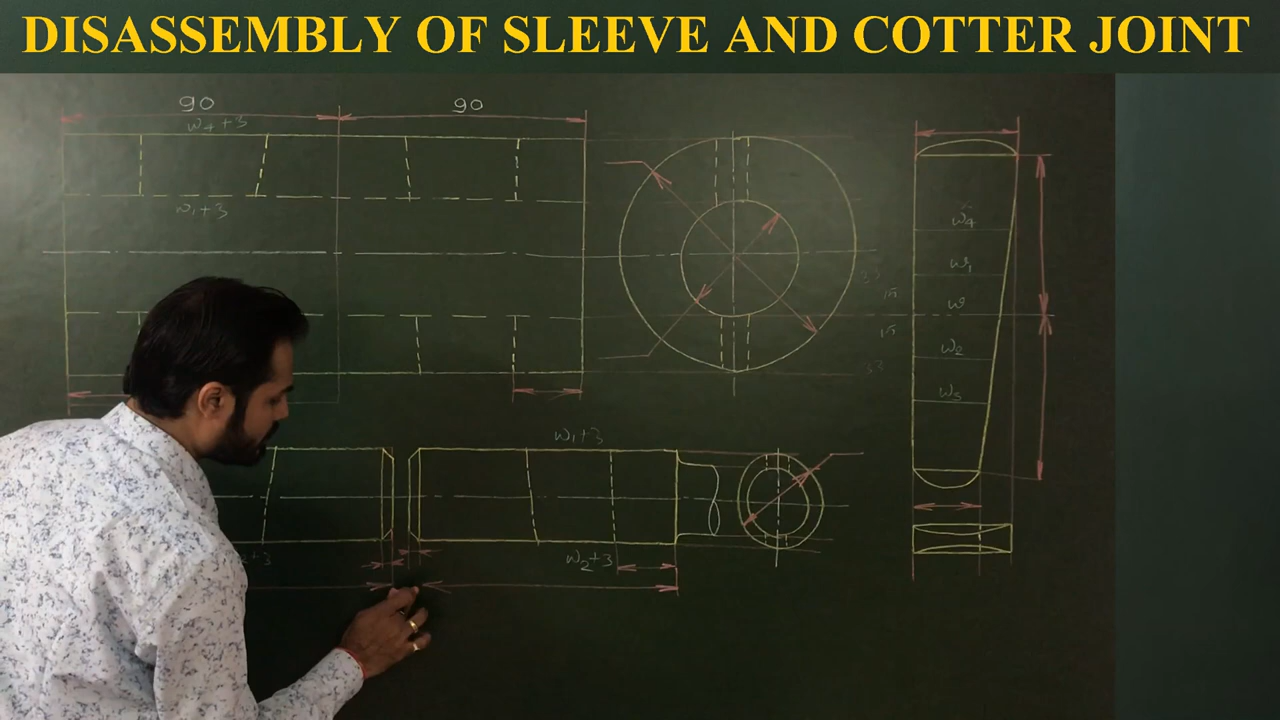 DISASSEMBLY OF SLEEVE AND COTTER JOINT
90
90
w4+3
w1+3
w4
w1
w
w2
w3
w1+3
w2+3